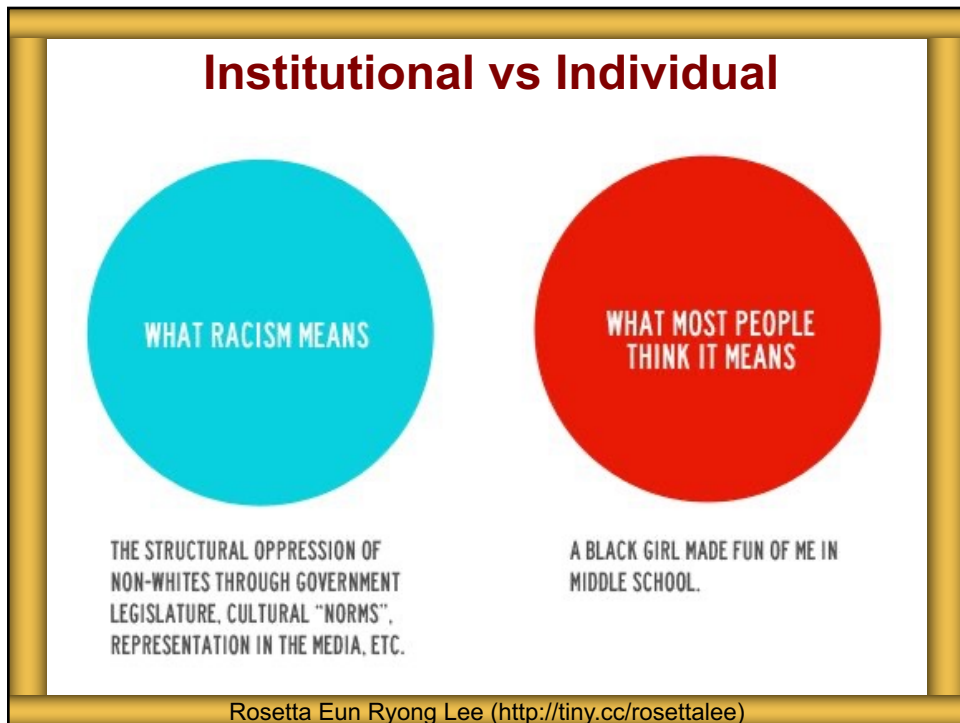 Institutional vs Individual
WHAT RACISM MEANS
THE STRUCTURAL OPPRESSION OF
NON-WHITES THROUGH GOVERNMENT
LEGISLATURE, CULTURAL “NORMS”,
REPRESENTATION IN THE MEDIA, ETC.
WHAT MOST PEOPLE
THINK IT MEANS
A BLACK GIRL MADE FUN OF ME IN
MIDDLE SCHOOL.
Rosetta Eun Ryong Lee (http://tiny.cc/rosettalee)